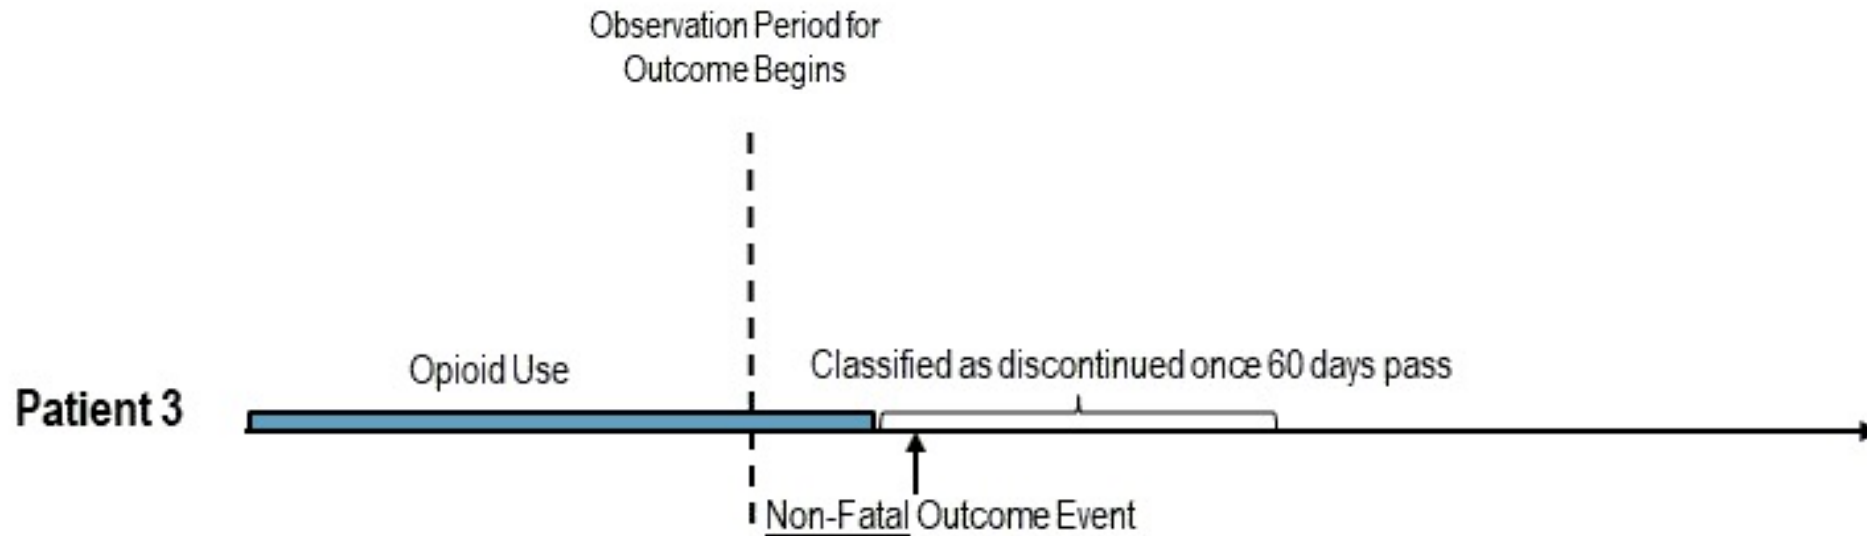 Observation Period for
Outcome Begins
Opioid Use
Classified as discontinued once 60 days pass
Patient 3
Non-Fatal Outcome Event